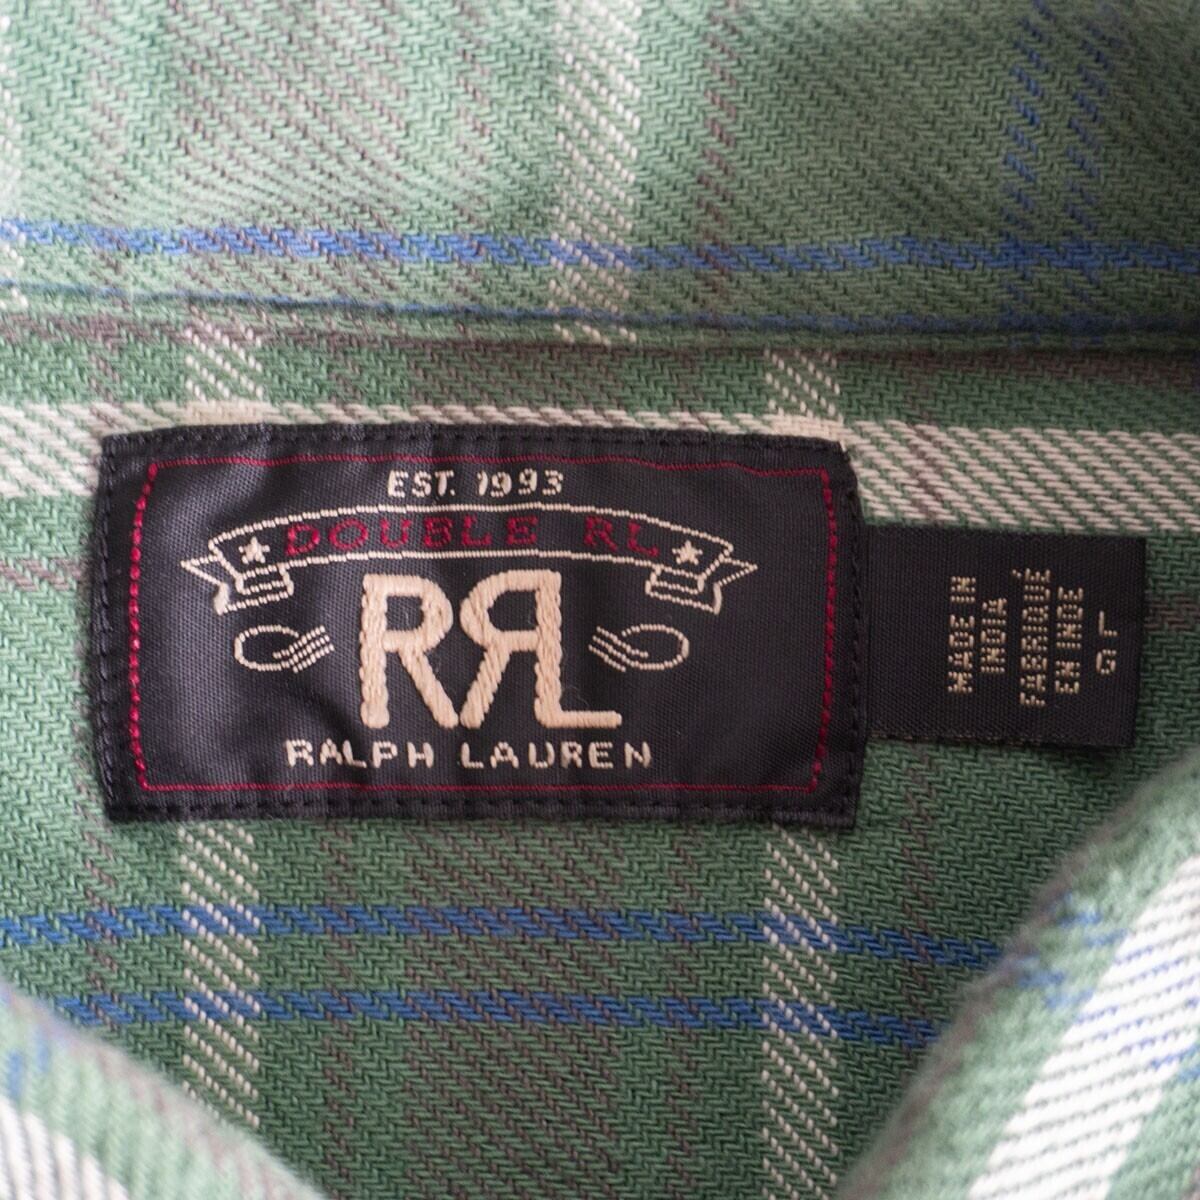 EST. 1993
DOUBLE RL
RRL
RALPH LAUREN
MADE IN
INDIA
FABRIQUÉ
EN INDE
G L